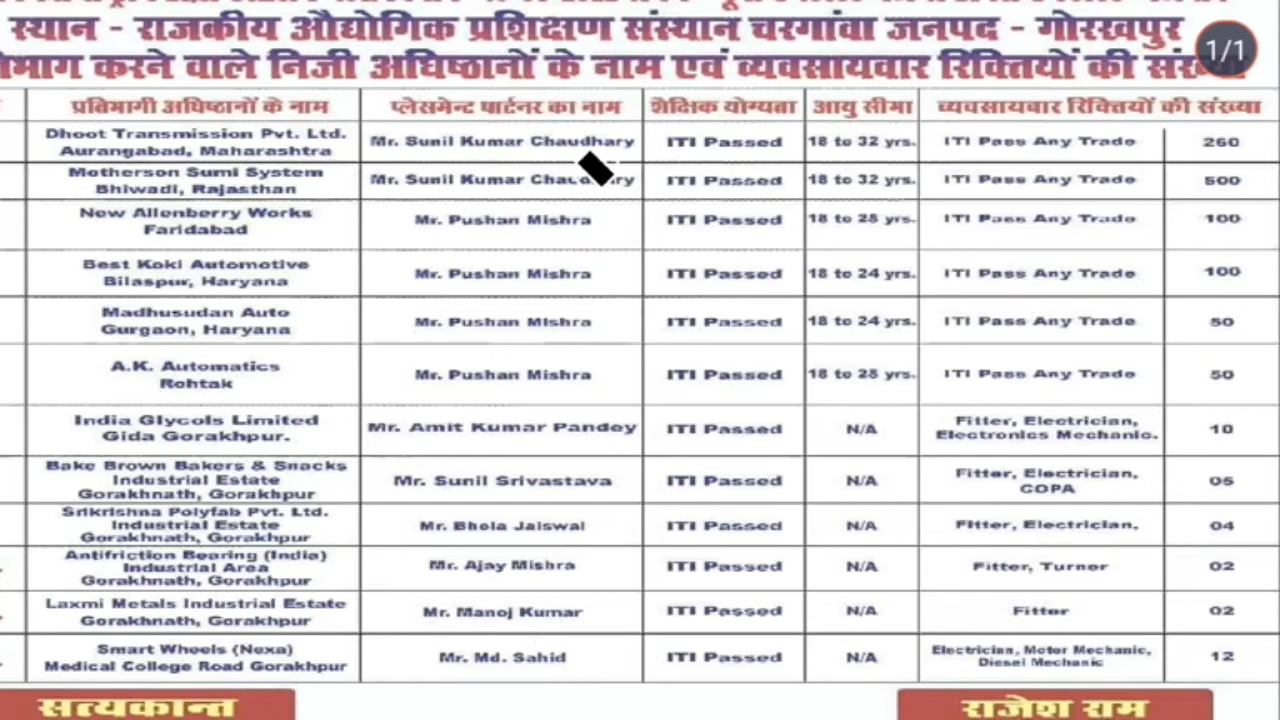 स्थान - राजकीय औद्योगिक प्रशिक्षण संस्थान चरगांवा जनपद - गोरखपुर
1/1
करने वाले निजी अधिष्ठानों के नाम एवं व्यवसायवार रिक्तियों की
प्रतिभागी अधिष्ठानों के नाम प्लेसमेन्ट पार्टनर का नाम शैक्षिक योग्यता आयु सीमा व्यवसायबार रिक्तियों की संख्या
Dhoot Transmission Pvt. Ltd.
Aurangabad, Maharashtra
Mr. Sunil Kumar Chaudhary ITI Passed 18 to 32 yrs. ITI Pass Any Trade 260
Motherson Sumi System
Bhiwadi, Rajasthan
Mr. Sunil Kumar ITI Passed 18 to 32 yrs. ITI Pass Any Trade 500
New Allenberry Works
Faridabad
Mr. Pushan Mishra ITI Passed 18 to 28 yrs. ITI Pass Any Trade 100
Best Koki Automotive
Bilaspur, Haryana
Mr. Pushan Mishra ITI Passed 18 to 24 yrs. ITI Pass Any Trade 100
Madhusudan Auto
Gurgaon, Haryana
Mr. Pushan Mishra ITI Passed 18 to 24 yrs. ITI Pass Any Trade 50
A.K. Automatics
Rohtak
Mr. Pushan Mishra ITI Passed 18 to 28 yrs. ITI Pass Any Trade 50
India Glycols Limited
Gida Gorakhpur.
Mr. Amit Kumar Pandey ITI Passed N/A
Fitter, Electrician,
Electronics Mechanic.
10
Bake Brown Bakers & Snacks
Industrial Estate
Gorakhnath, Gorakhpur
Mr. Sunil Srivastava ITI Passed N/A
Fitter, Electrician,
COPA
05
Srikrishna Polyfab Pvt. Ltd.
Industrial Estate
Gorakhnath, Gorakhpur
Mr. Bhola Jaiswal ITI Passed N/A Fitter, Electrician, 04
Antifriction Bearing (India)
Industrial Area
Gorakhnath, Gorakhpur
Mr. Ajay Mishra ITI Passed N/A Fitter, Turner 02
Laxmi Metals Industrial Estate
Gorakhnath, Gorakhpur
Mr. Manoj Kumar ITI Passed N/A Fitter 02
Smart Wheels (Nexa)
Medical College Road Gorakhpur
Mr. Md. Sahid ITI Passed N/A
Electrician, Motor Mechanic,
Diesel Mechanic
12
सत्यकान्त
राजेश राम